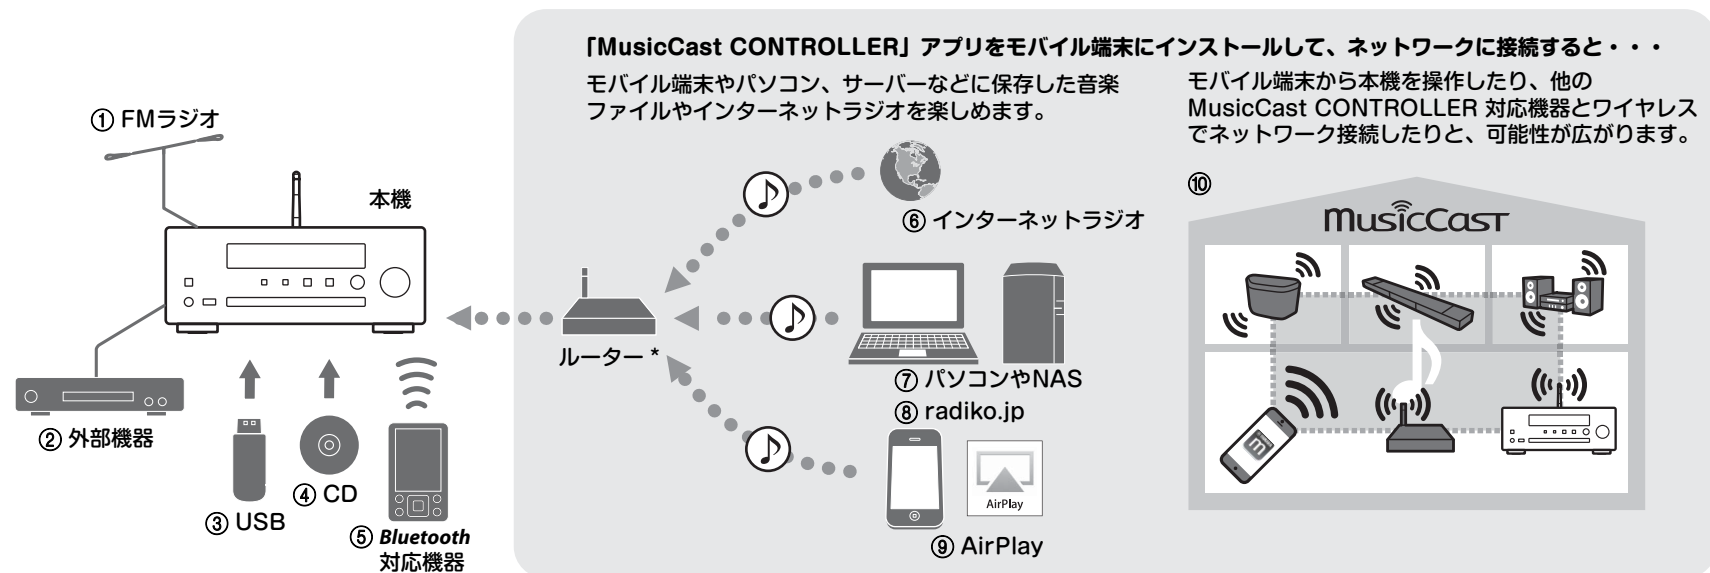 「MusicCast CONTROLLER」アプリをモバイル端末にインストールして、ネットワークに接続すると・・・
モバイル端末やパソコン、サーバーなどに保存した音楽
ファイルやインターネットラジオを楽しめます。
モバイル端末から本機を操作したり、他の
MusicCast CONTROLLER 対応機器とワイヤレス
でネットワーク接続したりと、可能性が広がります。
① FMラジオ
本機
② 外部機器
③ USB
④ CD
⑤ Bluetooth
対応機器
ルーター *
⑥ インターネットラジオ
⑦ パソコンやNAS
⑧ radiko.jp
AirPlay
⑨ AirPlay
⑩
MusicCast